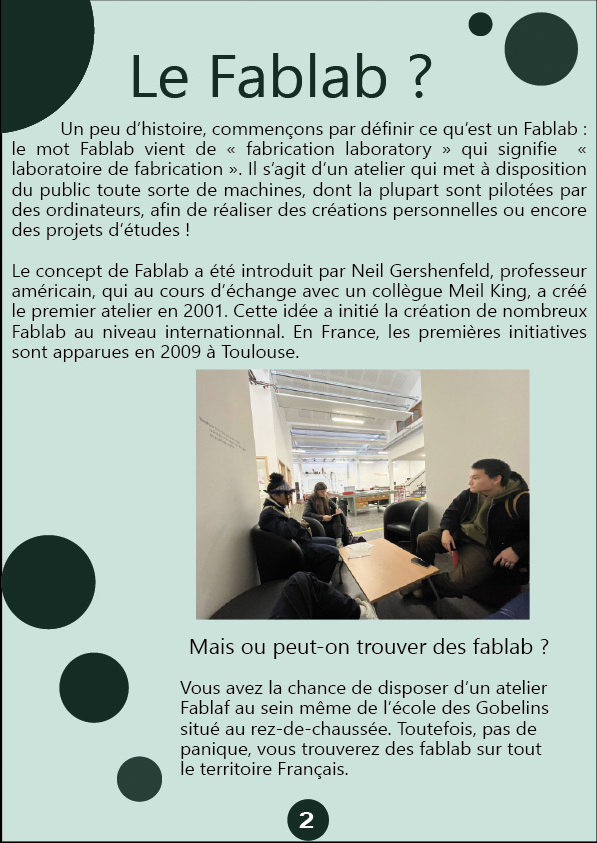 Le Fablab ?
Un peu d’histoire, commençons par définir ce qu’est un Fablab :
le mot Fablab vient de « fabrication laboratory » qui signifie «
laboratoire de fabrication ». Il s’agit d’un atelier qui met à disposition
du public toute sorte de machines, dont la plupart sont pilotées par
des ordinateurs, afin de réaliser des créations personnelles ou encore
des projets d’études !
Le concept de Fablab a été introduit par Neil Gershenfeld, professeur
américain, qui au cours d’échange avec un collègue Meil King, a créé
le premier atelier en 2001. Cette idée a initié la création de nombreux
Fablab au niveau internationnal. En France, les premières initiatives
sont apparues en 2009 à Toulouse.
Mais ou peut-on trouver des fablab ?
Vous avez la chance de disposer d’un atelier
Fablaf au sein même de l’école des Gobelins
situé au rez-de-chaussée. Toutefois, pas de
panique, vous trouverez des fablab sur tout
le territoire Français.
2